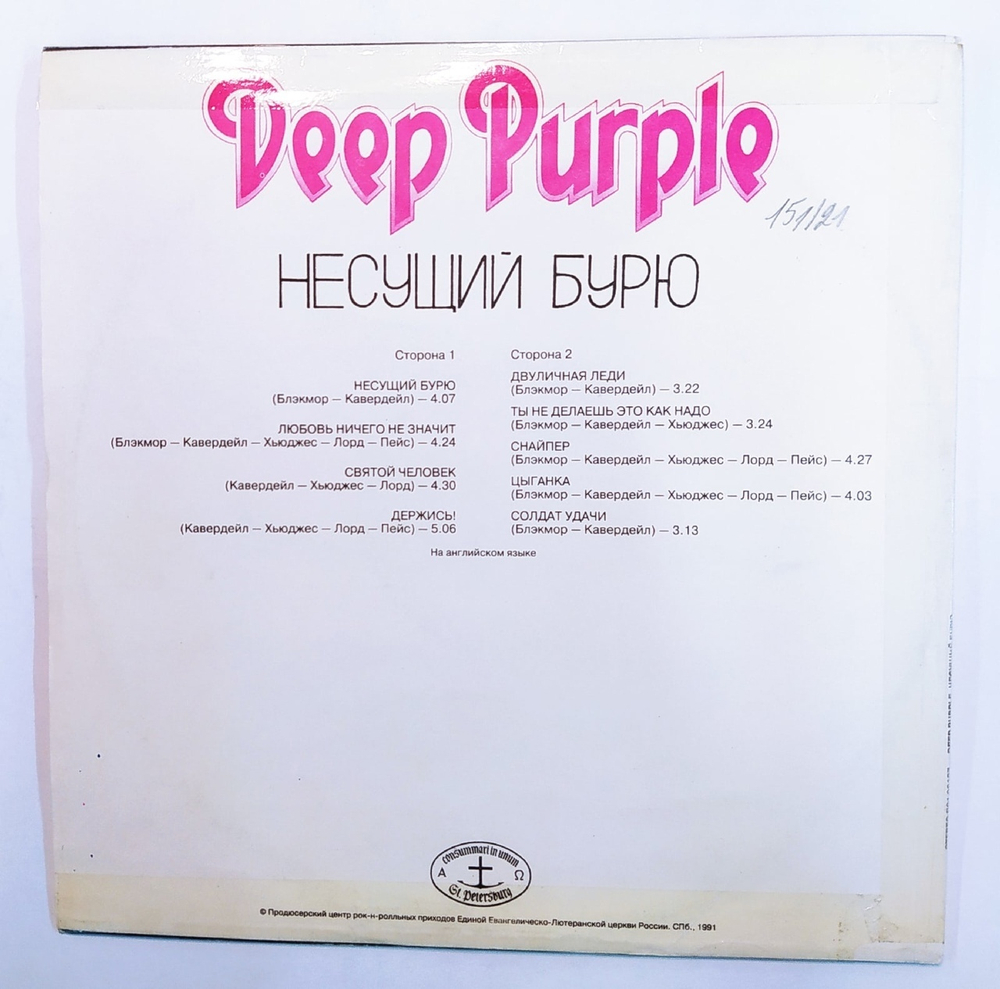 Deep Purple
151/21
НЕСУЩИЙ БУРЮ
Сторона 1
НЕСУЩИЙ БУРЮ
(Блэкмор — Кавердейл) — 4.07
ЛЮБОВЬ НИЧЕГО НЕ ЗНАЧИТ
(Блэкмор — Кавердейл — Хьюджес — Лорд — Пейс) — 4.24
СВЯТОЙ ЧЕЛОВЕК
(Кавердейл — Хьюджес — Лорд) — 4.30
ДЕРЖИСЬ!
(Кавердейл — Хьюджес — Лорд — Пейс) — 5.06
Сторона 2
ДВУЛИЧНАЯ ЛЕДИ
(Блэкмор — Кавердейл) — 3.22
ТЫ НЕ ДЕЛАЕШЬ ЭТО КАК НАДО
(Блэкмор — Кавердейл — Хьюджес) — 3.24
СНАЙПЕР
(Блэкмор — Кавердейл — Хьюджес — Лорд — Пейс) — 4.27
ЦЫГАНКА
(Блэкмор — Кавердейл — Хьюджес — Лорд — Пейс) — 4.03
СОЛДАТ УДАЧИ
(Блэкмор — Кавердейл) — 3.13
На английском языке
consummati in unum
Α Ω
St. Petersburg
© Продюсерский центр рок-н-ролльных приходов Единой Евангелическо-Лютеранской церкви России. СПб., 1991